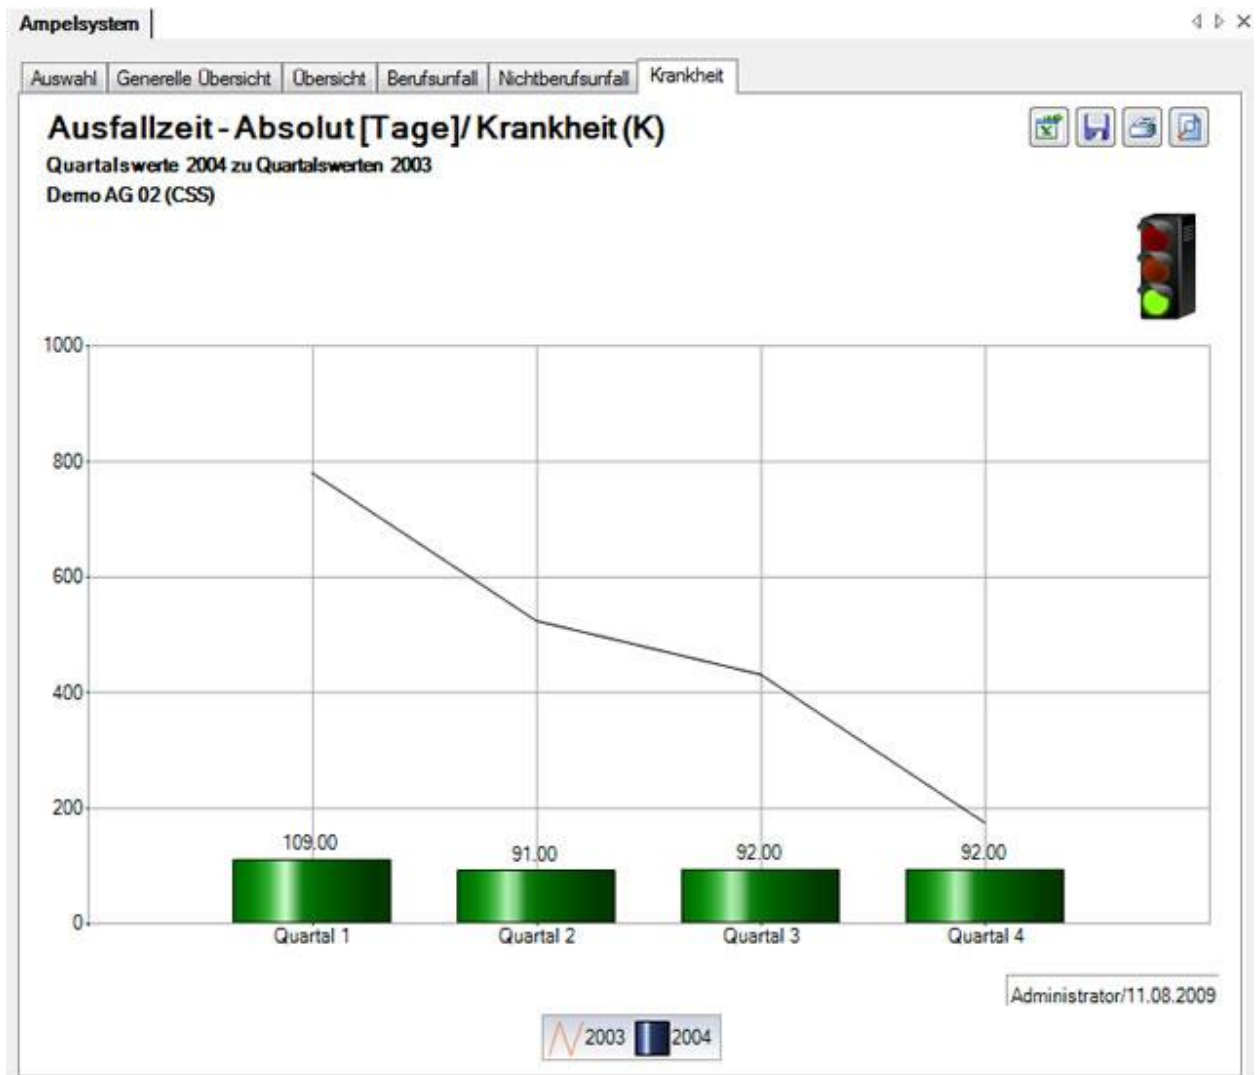 Ampelsystem
Auswahl Generelle Übersicht Übersicht Berufsunfall Nichtberufsunfall Krankheit
Ausfallzeit - Absolut [Tage]/ Krankheit (K)
Quartalswerte 2004 zu Quartalswerten 2003
Demo AG 02 (CSS)
1000
800
600
400
200
0
109.00 91.00 92.00 92.00
Quartal 1 Quartal 2 Quartal 3 Quartal 4
Administrator/11.08.2009
2003 2004